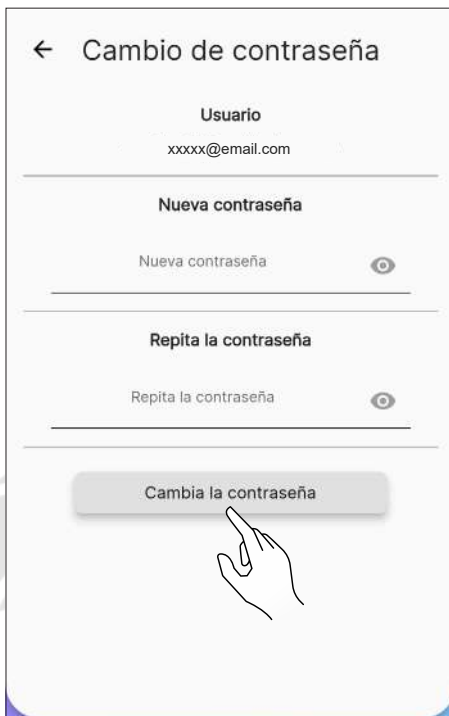 Cambio de contraseña
Usuario
xxxxx@email.com
Nueva contraseña
Nueva contraseña
Repita la contraseña
Repita la contraseña
Cambia la contraseña